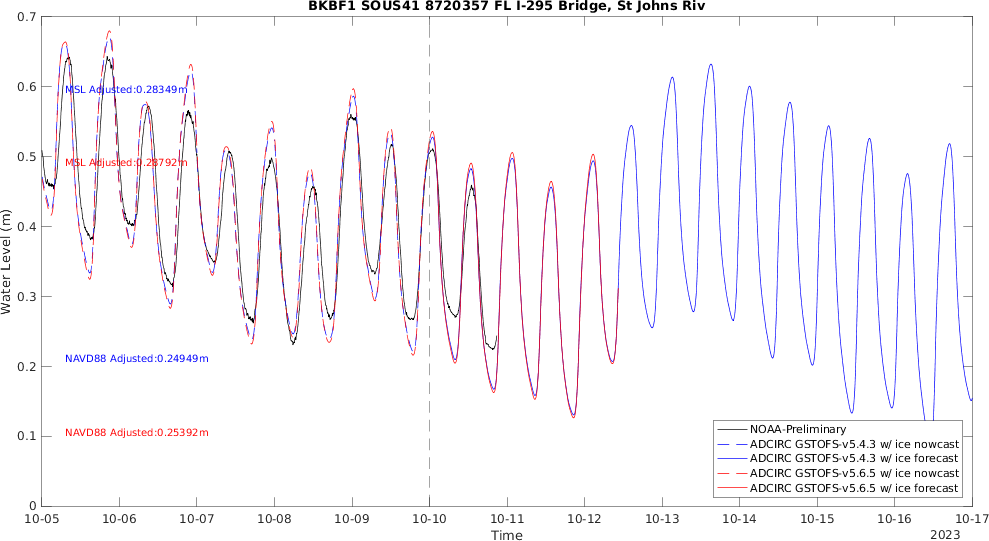 BKBF1 SOUS41 8720357 FL I-295 Bridge, St Johns Riv
0.7
0.6
0.5
0.4
0.3
0.2
0.1
0
Water Level (m)
MSL Adjusted:0.28349m
MSL Adjusted:0.28792m
NAVD88 Adjusted:0.24949m
NAVD88 Adjusted:0.25392m
NOAA-Preliminary
ADCIRC GSTOFS-v5.4.3 w/ ice nowcast
ADCIRC GSTOFS-v5.4.3 w/ ice forecast
ADCIRC GSTOFS-v5.6.5 w/ ice nowcast
ADCIRC GSTOFS-v5.6.5 w/ ice forecast
10-05 10-06 10-07 10-08 10-09 10-10 10-11 10-12 10-13 10-14 10-15 10-16 10-17
Time
2023